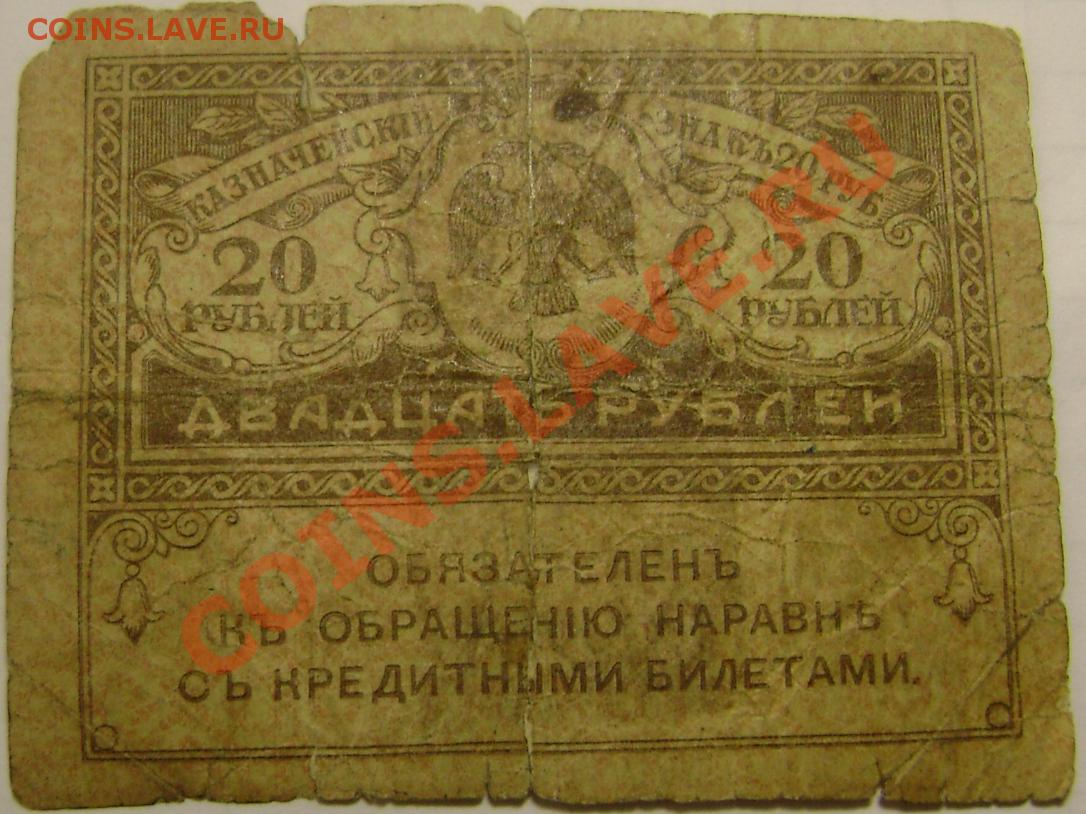 COINS.LAVE.RU
КАЗНАЧЕЙСКІЙ ЗНАКЪ 20 РУБ
20 РУБЛЕЙ
20 РУБЛЕЙ
ДВАДЦАТЬ РУБЛЕЙ
ОБЯЗАТЕЛЕНЪ
КЪ ОБРАЩЕНІЮ НАРАВНѢ
СЪ КРЕДИТНЫМИ БИЛЕТАМИ.
COINS.LAVE.RU